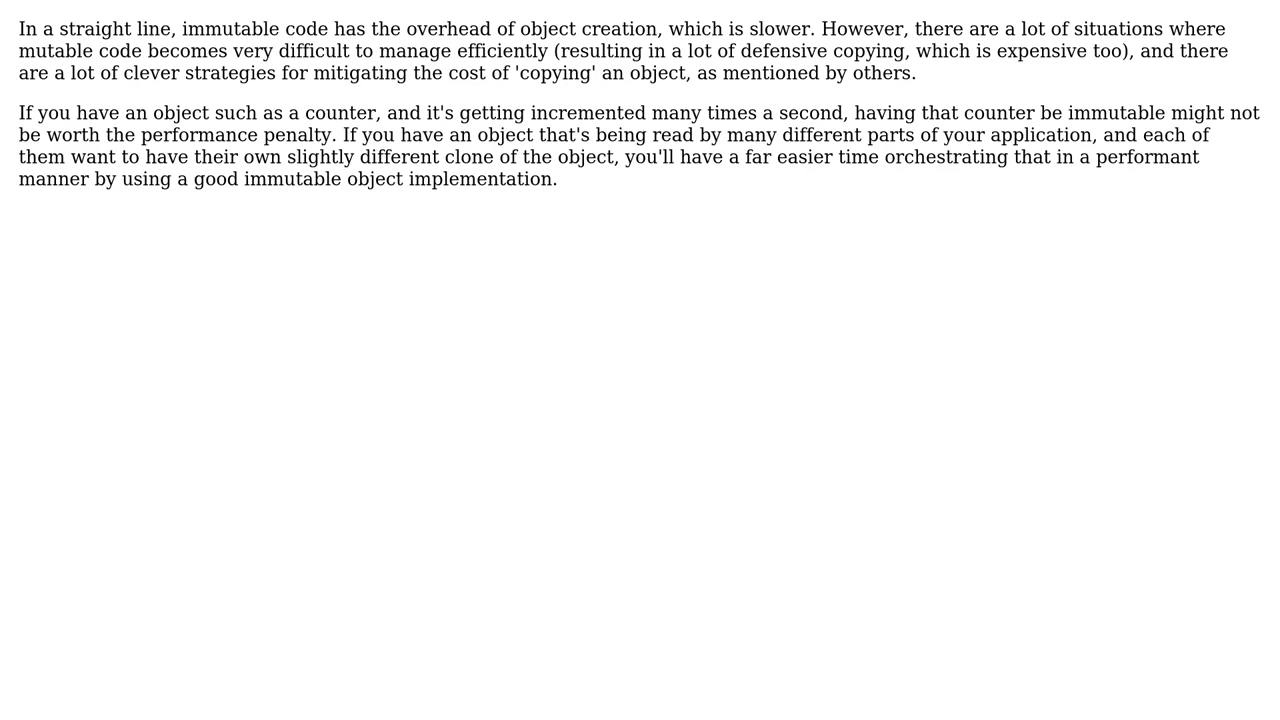 In a straight line, immutable code has the overhead of object creation, which is slower. However, there are a lot of situations where
mutable code becomes very difficult to manage efficiently (resulting in a lot of defensive copying, which is expensive too), and there
are a lot of clever strategies for mitigating the cost of 'copying' an object, as mentioned by others.
If you have an object such as a counter, and it's getting incremented many times a second, having that counter be immutable might not
be worth the performance penalty. If you have an object that's being read by many different parts of your application, and each of
them want to have their own slightly different clone of the object, you'll have a far easier time orchestrating that in a performant
manner by using a good immutable object implementation.